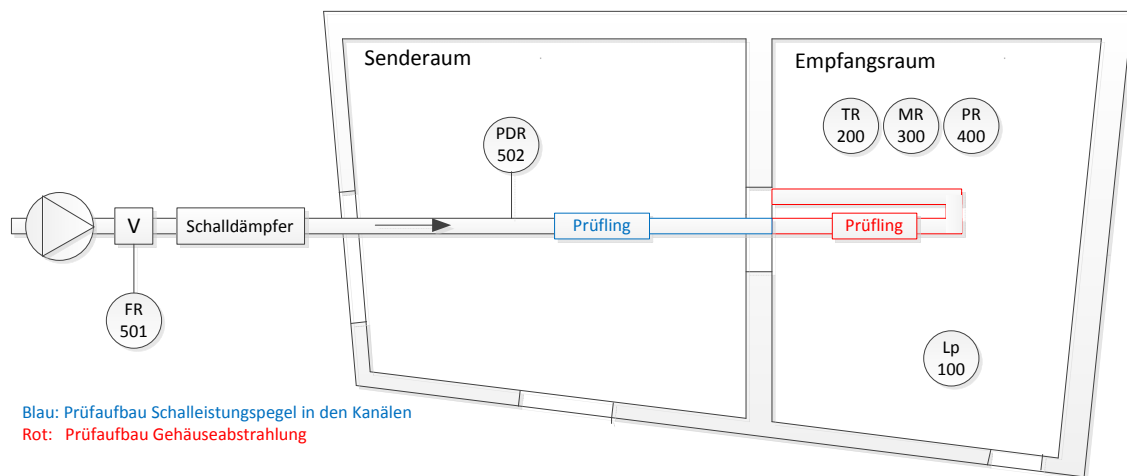 Senderaum
Empfangsraum
TR
200
MR
300
PR
400
PDR
502
V
Schalldämpfer
Prüfling
Prüfling
FR
501
Lp
100
Blau: Prüfaufbau Schalleistungspegel in den Kanälen
Rot: Prüfaufbau Gehäuseabstrahlung